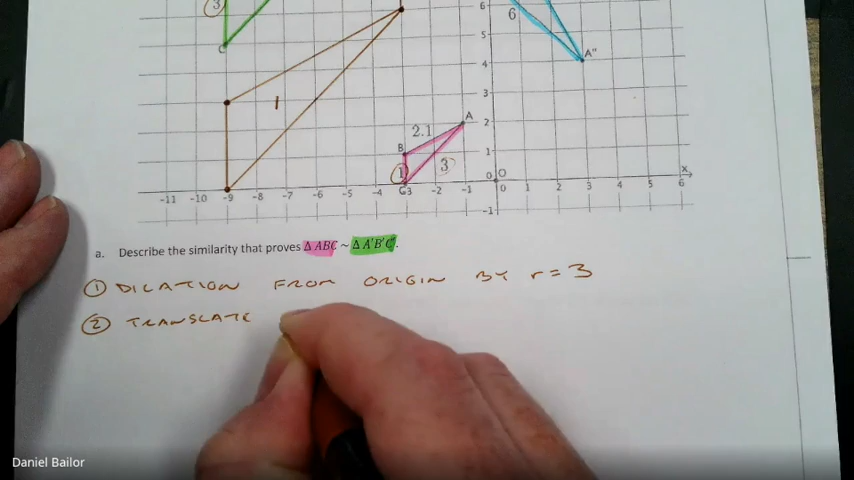 3
C'
6
6
5
4
A"
3
2
1
0
-1
1
2.1
B
A
1
3
C
-11 -10 -9 -8 -7 -6 -5 -4 -3 -2 -1 0 1 2 3 4 5 6
O
x
a. Describe the similarity that proves Δ ABC ~ Δ A'B'C'.
① DILATION FROM ORIGIN BY r = 3
② TRANSLATE
Daniel Bailor